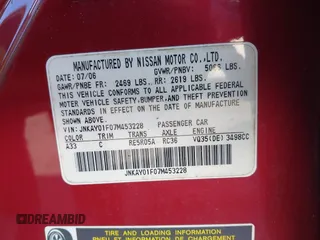 MANUFACTURED BY NISSAN MOTOR CO.,LTD.
DATE: 07/06 GVWR/PNBV: LBS.
GAWR/PNBE FR: 2469 LBS. RR: 2619 LBS.
THIS VEHICLE CONFORMS TO ALL APPLICABLE
FEDERAL MOTOR VEHICLE SAFETY, BUMPER, AND
THEFT PREVENTION STANDARDS IN EFFECT ON
THE DATE OF MANUFACTURE SHOWN ABOVE.
VIN: JNKAY01F07M453228 PASSENGER CAR
COLOR TRIM TRANS AXLE ENGINE
A33 C RE5R05A RC36 VQ35(DE) 3498CC
JNKAY01F07M453228
TIRE AND LOADING INFORMATION
DREAMBID